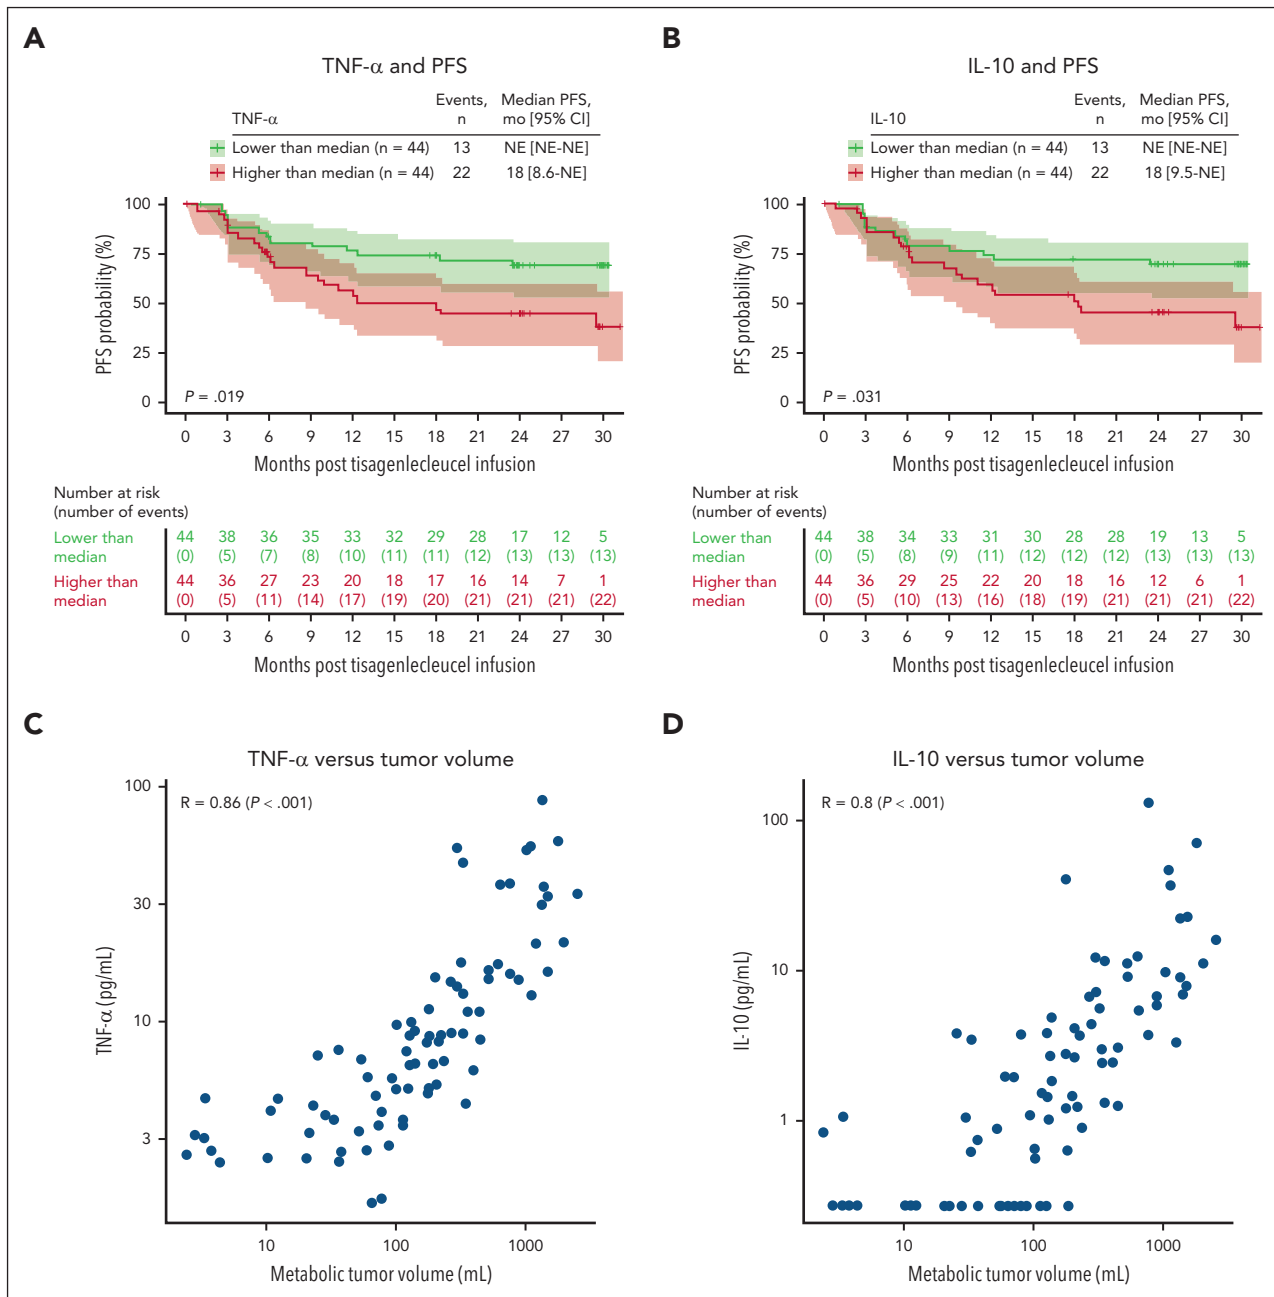 A
TNF-α and PFS
TNF-α
Events,
n
Median PFS,
mo [95% CI]
Lower than median (n = 44) 13 NE [NE-NE]
Higher than median (n = 44) 22 18 [8.6-NE]
PFS probability (%)
100
75
50
25
0
P = .019
0 3 6 9 12 15 18 21 24 27 30
Months post tisagenlecleucel infusion
Number at risk
(number of events)
Lower than 44 38 36 35 33 32 29 28 17 12 5
median (0) (5) (7) (8) (10) (11) (11) (12) (13) (13) (13)
Higher than 44 36 27 23 20 18 17 16 14 7 1
median (0) (5) (11) (14) (17) (19) (20) (21) (21) (21) (22)
0 3 6 9 12 15 18 21 24 27 30
Months post tisagenlecleucel infusion
B
IL-10 and PFS
IL-10
Events,
n
Median PFS,
mo [95% CI]
Lower than median (n = 44) 13 NE [NE-NE]
Higher than median (n = 44) 22 18 [9.5-NE]
PFS probability (%)
100
75
50
25
0
P = .031
0 3 6 9 12 15 18 21 24 27 30
Months post tisagenlecleucel infusion
Number at risk
(number of events)
Lower than 44 38 34 33 31 30 28 28 19 13 5
median (0) (5) (8) (9) (11) (12) (12) (12) (13) (13) (13)
Higher than 44 36 29 25 22 20 18 16 12 6 1
median (0) (5) (10) (13) (16) (18) (19) (21) (21) (21) (22)
0 3 6 9 12 15 18 21 24 27 30
Months post tisagenlecleucel infusion
C
TNF-α versus tumor volume
R = 0.86 (P < .001)
TNF-α (pg/mL)
100
30
10
3
10 100 1000
Metabolic tumor volume (mL)
D
IL-10 versus tumor volume
R = 0.8 (P < .001)
IL-10 (pg/mL)
100
10
1
10 100 1000
Metabolic tumor volume (mL)